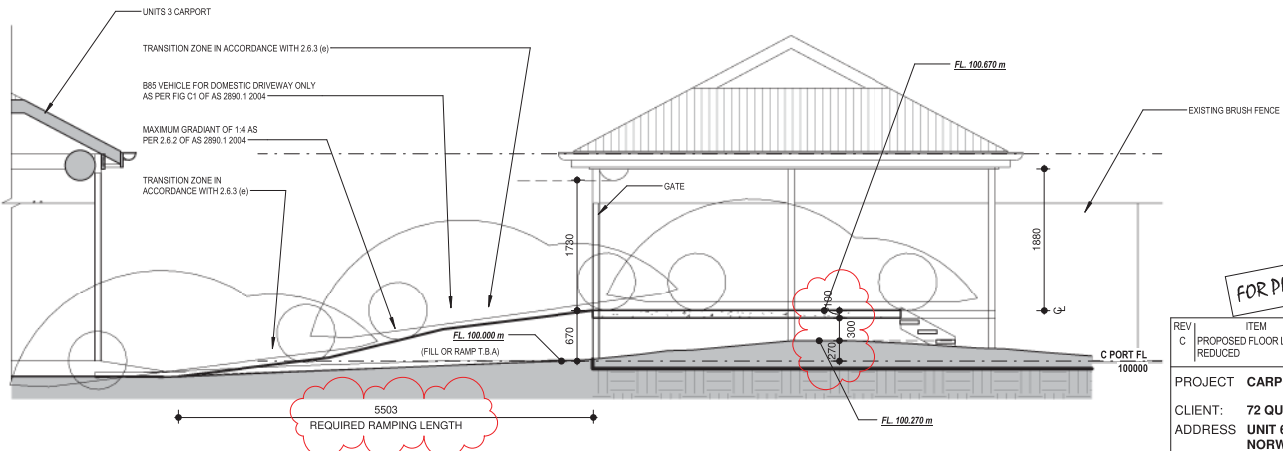 UNITS 3 CARPORT
TRANSITION ZONE IN ACCORDANCE WITH 2.6.3 (e)
B85 VEHICLE FOR DOMESTIC DRIVEWAY ONLY
AS PER FIG C1 OF AS 2890.1 2004
MAXIMUM GRADIANT OF 1:4 AS
PER 2.6.2 OF AS 2890.1 2004
TRANSITION ZONE IN
ACCORDANCE WITH 2.6.3 (e)
FL. 100.670 m
EXISTING BRUSH FENCE
GATE
1730
1880
670
100
300
270
FL. 100.000 m
(FILL OR RAMP T.B.A)
C PORT FL
100000
5503
REQUIRED RAMPING LENGTH
FL. 100.270 m
FOR
REV ITEM
C PROPOSED FLOOR
REDUCED
PROJECT CARP
CLIENT: 72 QU
ADDRESS UNIT 6
NORW